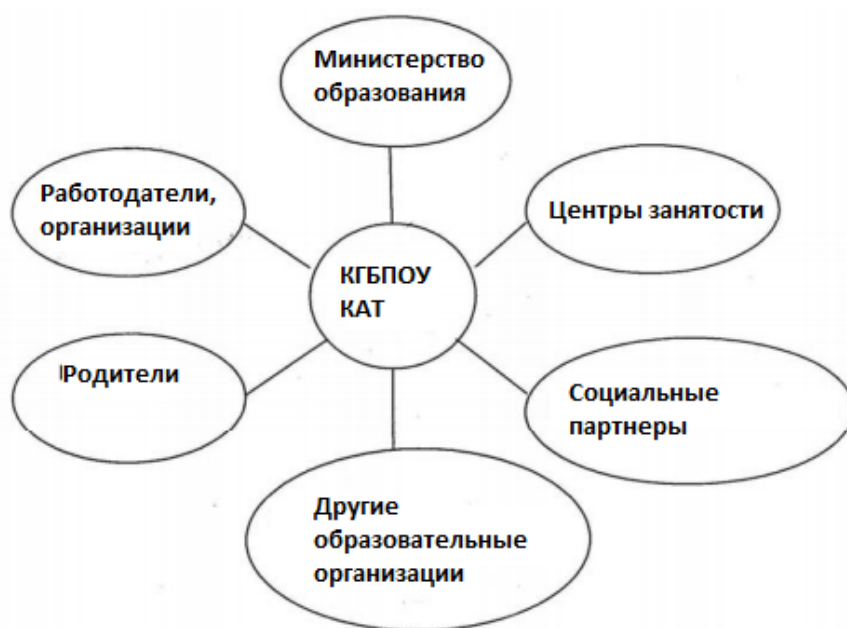 Министерство
образования
Работодатели,
организации
Центры занятости
КГБПОУ
КАТ
Родители
Социальные
партнеры
Другие
образовательные
организации